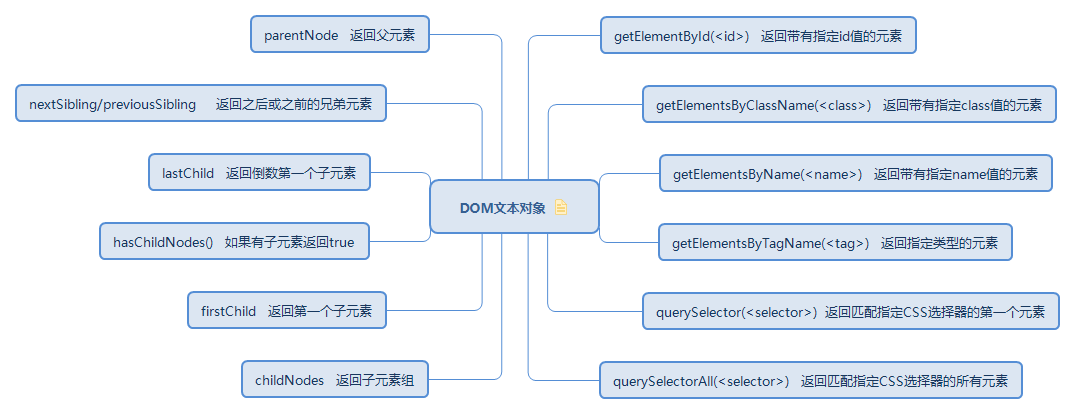 parentNode 返回父元素
nextSibling/previousSibling 返回之后或之前的兄弟元素
lastChild 返回倒数第一个子元素
hasChildNodes() 如果有子元素返回true
firstChild 返回第一个子元素
childNodes 返回子元素组
DOM文本对象
getElementById(<id>) 返回带有指定id值的元素
getElementsByClassName(<class>) 返回带有指定class值的元素
getElementsByName(<name>) 返回带有指定name值的元素
getElementsByTagName(<tag>) 返回指定类型的元素
querySelector(<selector>) 返回匹配指定CSS选择器的第一个元素
querySelectorAll(<selector>) 返回匹配指定CSS选择器的所有元素